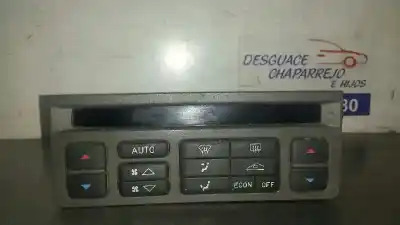 DESGUACE
CHAPARREJO
E HIJOS
30
AUTO
ECON OFF